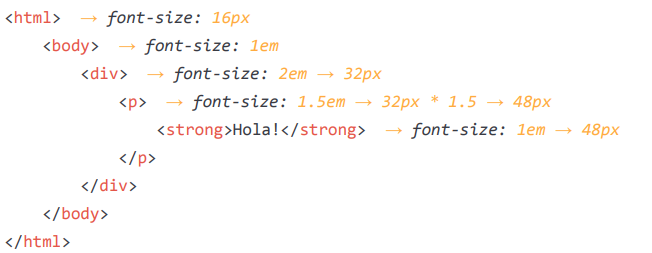 <html> → font-size: 16px
<body> → font-size: 1em
<div> → font-size: 2em → 32px
<p> → font-size: 1.5em → 32px * 1.5 → 48px
<strong>Hola!</strong> → font-size: 1em → 48px
</p>
</div>
</body>
</html>